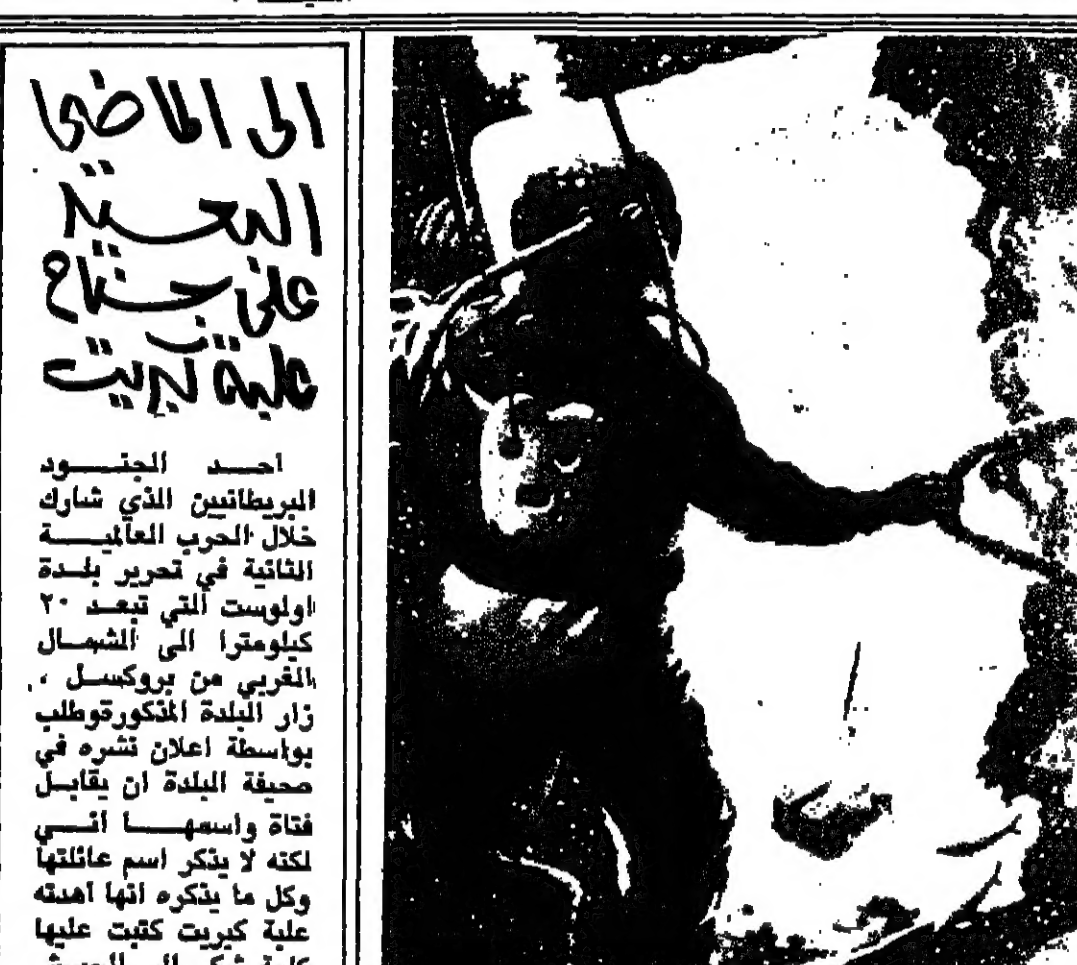 الى الماضي
البعيد
على جناح
علبة كبريت
احد الجنود
البريطانيين الذي شارك
خلال الحرب العالمية
الثانية في تحرير بلدة
اولوست التي تبعد ٢٠
كيلومترا الى الشمال
الغربي من بروكسل ،
زار البلدة المذكورة وطلب
بواسطة اعلان نشره في
صحيفة البلدة ان يقابل
فتاة واسمها اني
لكنه لا يذكر اسم عائلتها
وكل ما يذكره انها اهدته
علبة كبريت كتبت عليها